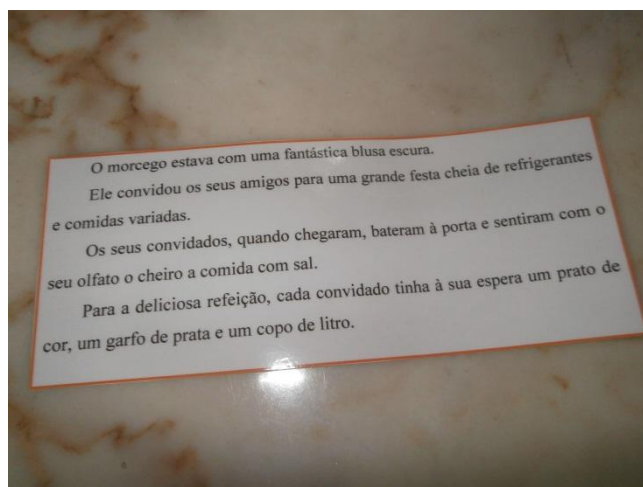 O morcego estava com uma fantástica blusa escura.
Ele convidou os seus amigos para uma grande festa cheia de refrigerantes
e comidas variadas.
Os seus convidados, quando chegaram, bateram à porta e sentiram com o
seu olfato o cheiro a comida com sal.
Para a deliciosa refeição, cada convidado tinha à sua espera um prato de
cor, um garfo de prata e um copo de litro.